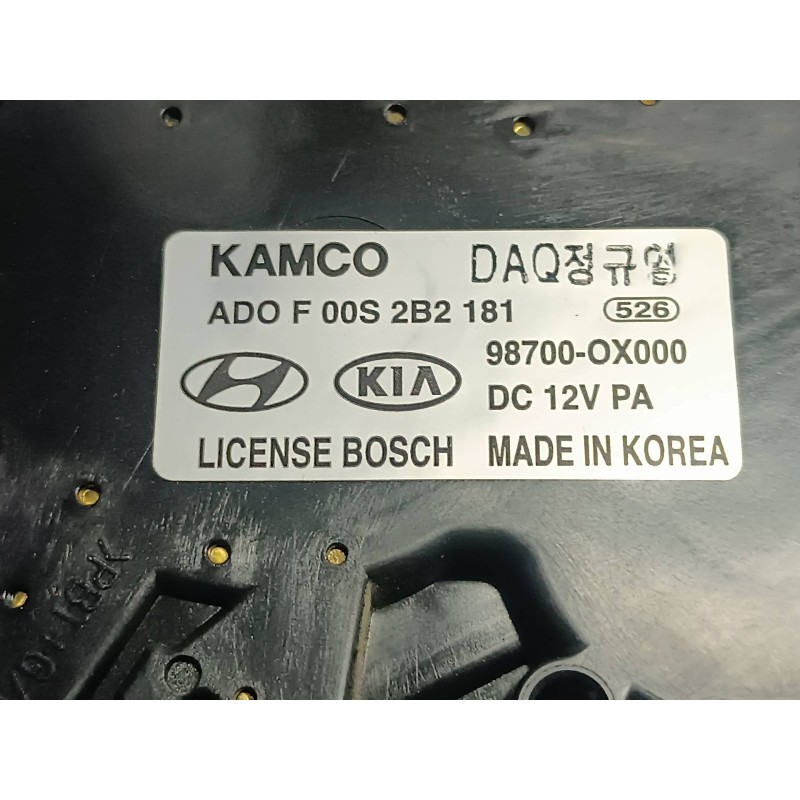 KAMCO DAQ정규영
ADO F 00S 2B2 181 526
98700-OX000
KIA
DC 12V PA
LICENSE BOSCH MADE IN KOREA